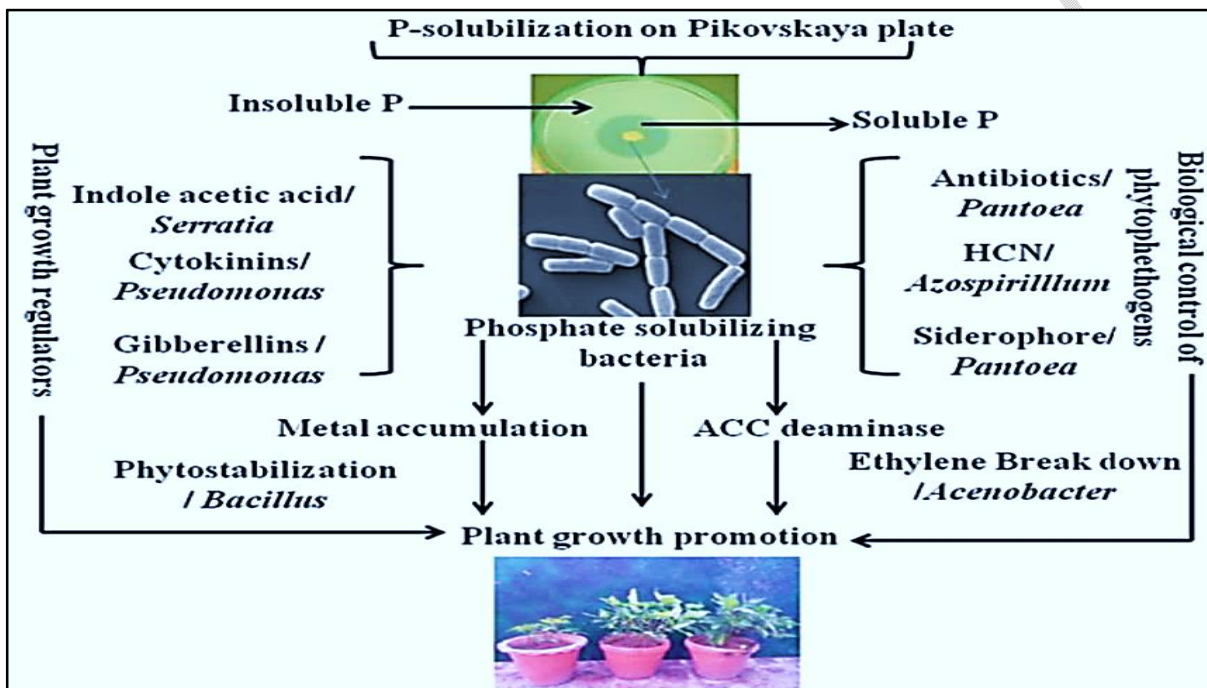 P-solubilization on Pikovskaya plate
Insoluble P
Soluble P
Plant growth regulators
Indole acetic acid/
Serratia
Cytokinins/
Pseudomonas
Gibberellins /
Pseudomonas
Antibiotics/
Pantoea
HCN/
Azospirilllum
Siderophore/
Pantoea
Biological control of
phytophethogens
Phosphate solubilizing
bacteria
Metal accumulation
ACC deaminase
Phytostabilization
/ Bacillus
Ethylene Break down
/Acenobacter
Plant growth promotion